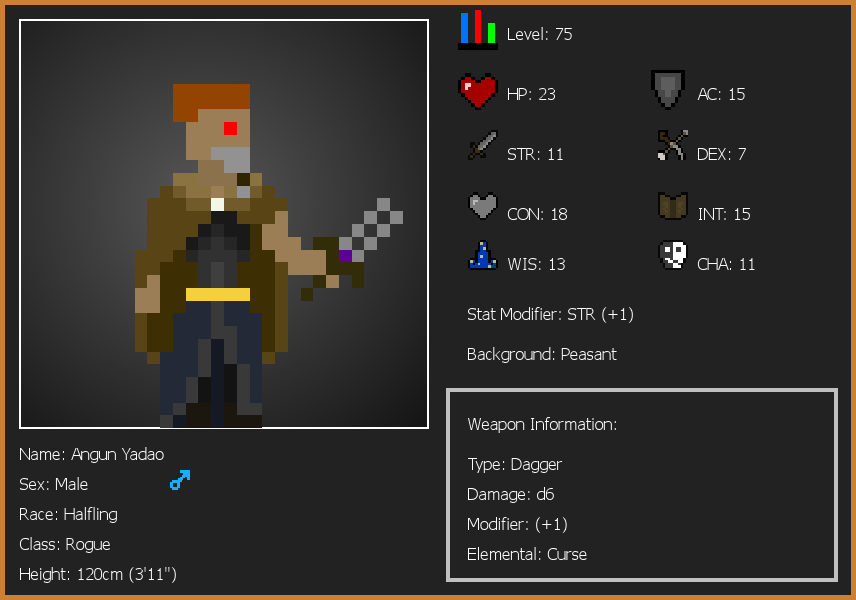 Level: 75
HP: 23
AC: 15
STR: 11
DEX: 7
CON: 18
INT: 15
WIS: 13
CHA: 11
Stat Modifier: STR (+1)
Background: Peasant
Weapon Information:
Type: Dagger
Damage: d6
Modifier: (+1)
Elemental: Curse
Name: Angun Yadao
Sex: Male
Race: Halfling
Class: Rogue
Height: 120cm (3'11")